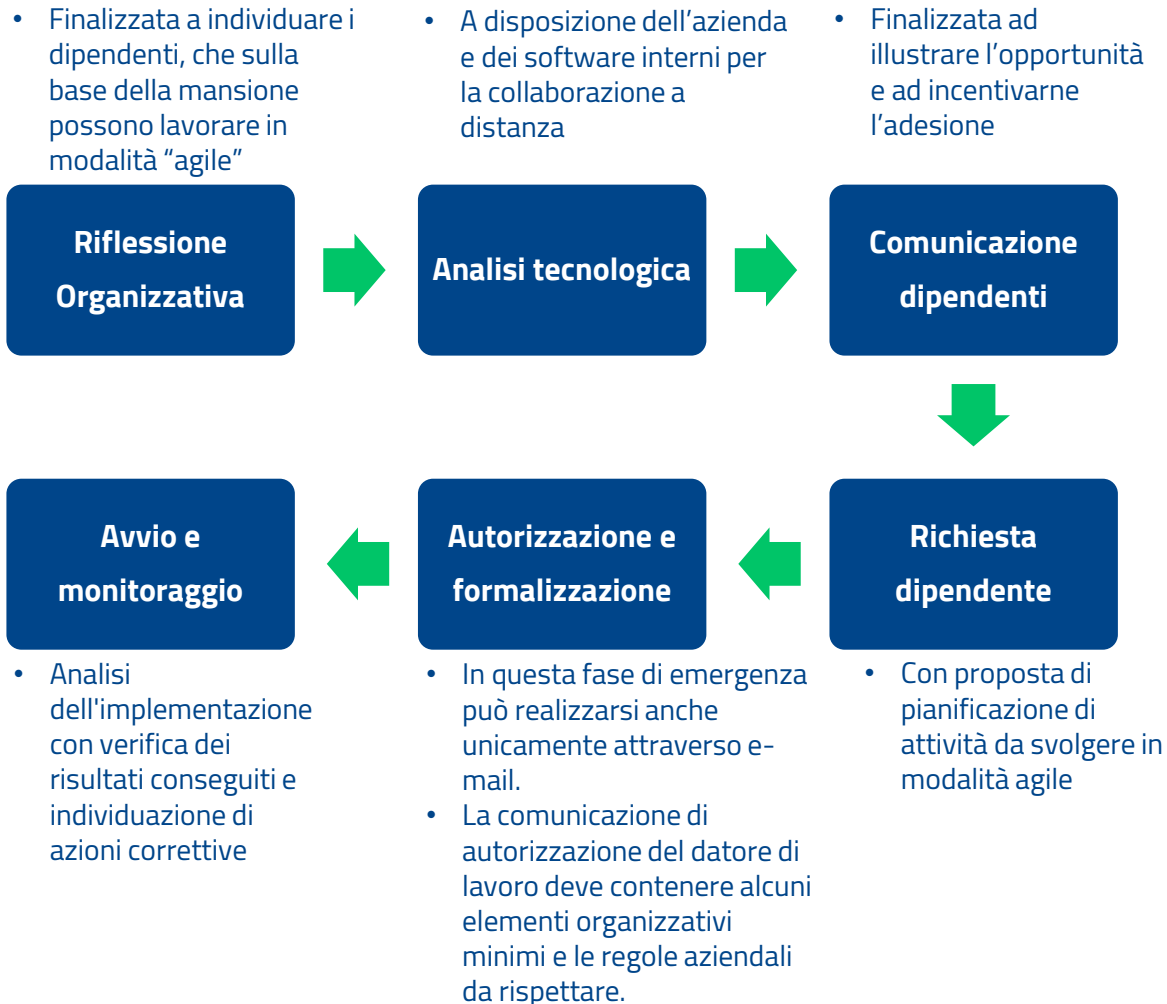 • Finalizzata a individuare i
dipendenti, che sulla
base della mansione
possono lavorare in
modalità “agile”
• A disposizione dell’azienda
e dei software interni per
la collaborazione a
distanza
• Finalizzata ad
illustrare l’opportunità
e ad incentivarne
l’adesione
Riflessione
Organizzativa
Analisi tecnologica
Comunicazione
dipendenti
Richiesta
dipendente
• Con proposta di
pianificazione di
attività da svolgere in
modalità agile
Autorizzazione e
formalizzazione
• In questa fase di emergenza
può realizzarsi anche
unicamente attraverso e-
mail.
• La comunicazione di
autorizzazione del datore di
lavoro deve contenere alcuni
elementi organizzativi
minimi e le regole aziendali
da rispettare.
Avvio e
monitoraggio
• Analisi
dell'implementazione
con verifica dei
risultati conseguiti e
individuazione di
azioni correttive